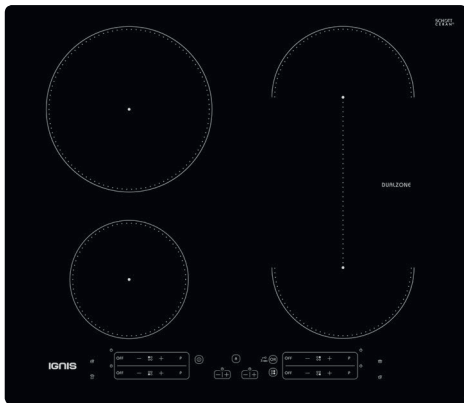 SCHOTT
CERAN®
DUALZONE
IGNIS
OFF − + P
OFF − + P
− +
− +
OFF − + P
OFF − + P